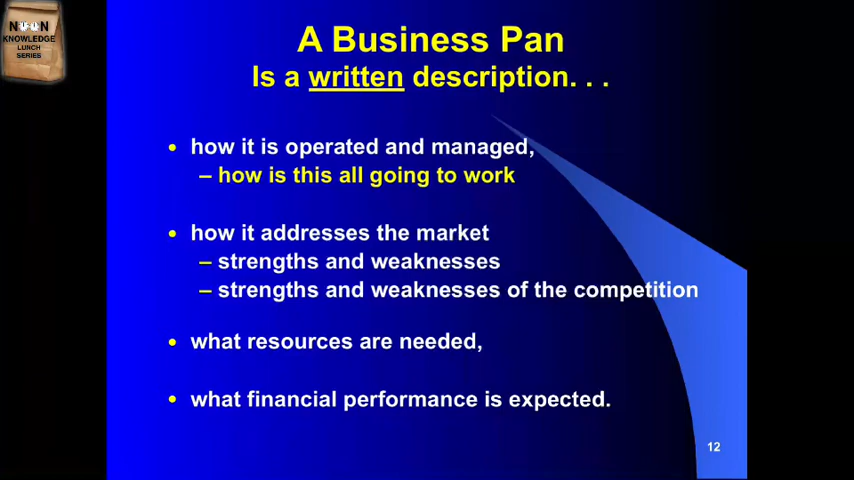 NOON
KNOWLEDGE
LUNCH
SERIES
A Business Pan
Is a written description. . .
• how it is operated and managed,
– how is this all going to work
• how it addresses the market
– strengths and weaknesses
– strengths and weaknesses of the competition
• what resources are needed,
• what financial performance is expected.
12